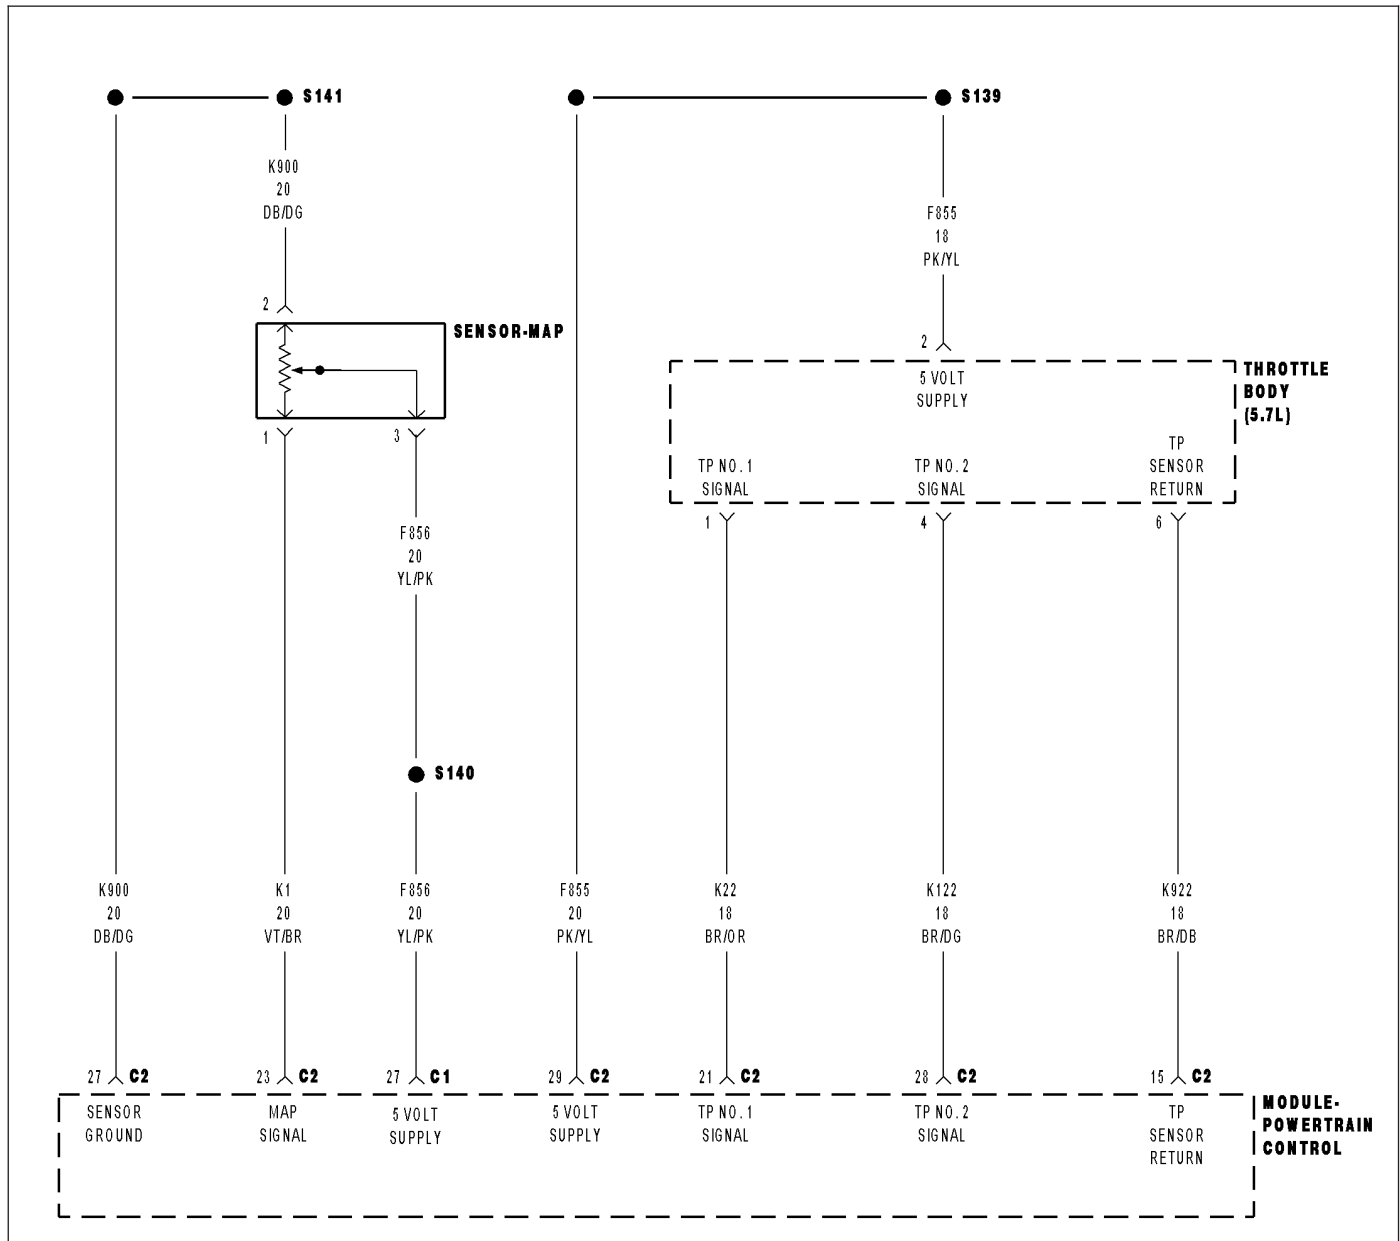 S141
S139
K900
20
DB/DG
F855
18
PK/YL
2
SENSOR-MAP
2
5 VOLT
SUPPLY
THROTTLE
BODY
(5.7L)
TP NO. 1
SIGNAL
TP NO. 2
SIGNAL
TP
SENSOR
RETURN
1
3
1
4
6
F856
20
YL/PK
S140
K900
20
DB/DG
K1
20
VT/BR
F856
20
YL/PK
F855
20
PK/YL
K22
18
BR/OR
K122
18
BR/DG
K922
18
BR/DB
27 C2
23 C2
27 C1
29 C2
21 C2
28 C2
15 C2
SENSOR
GROUND
MAP
SIGNAL
5 VOLT
SUPPLY
5 VOLT
SUPPLY
TP NO. 1
SIGNAL
TP NO. 2
SIGNAL
TP
SENSOR
RETURN
MODULE-
POWERTRAIN
CONTROL